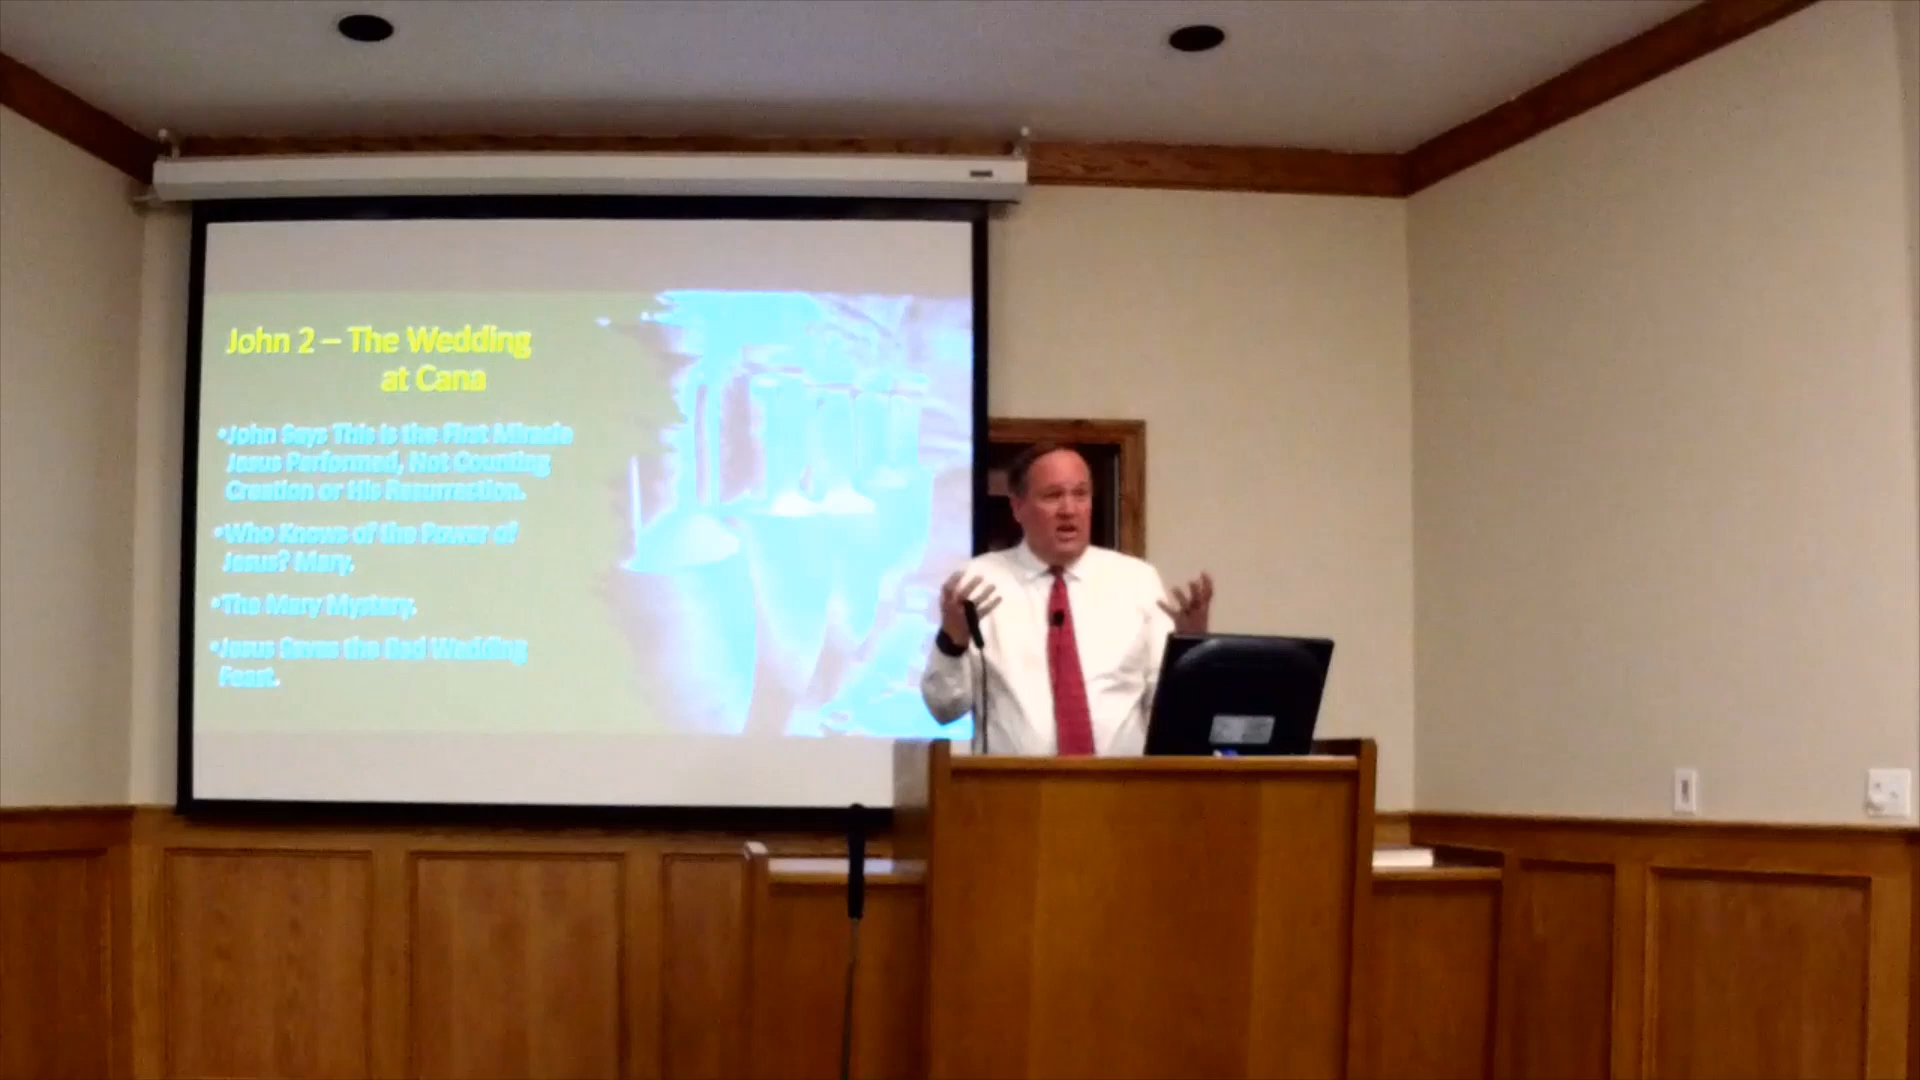 John 2 – The Wedding
at Cana
•John Says This is the First Miracle
Jesus Performed, Not Counting
Creation or His Resurrection.
•Who Knows of the Power of
Jesus? Mary.
•The Mary Mystery.
•Jesus Saves the Bad Wedding
Feast.